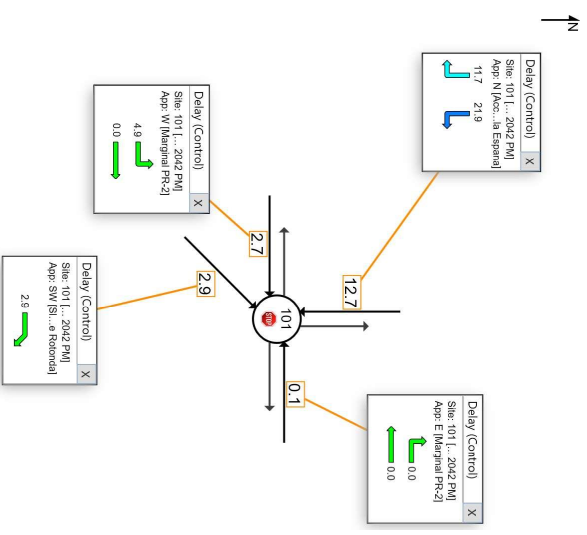 N
Delay (Control)
X
Site: 101 [... 2042 PM]
App: N [Acc...la Espana]
11.7
21.9
Delay (Control)
X
Site: 101 [... 2042 PM]
App: W [Marginal PR-2]
4.9
0.0
2.7
12.7
2.9
101
STOP
0.1
Delay (Control)
X
Site: 101 [... 2042 PM]
App: SW [Sl...e Rotonda]
2.9
Delay (Control)
X
Site: 101 [... 2042 PM]
App: E [Marginal PR-2]
0.0
0.0